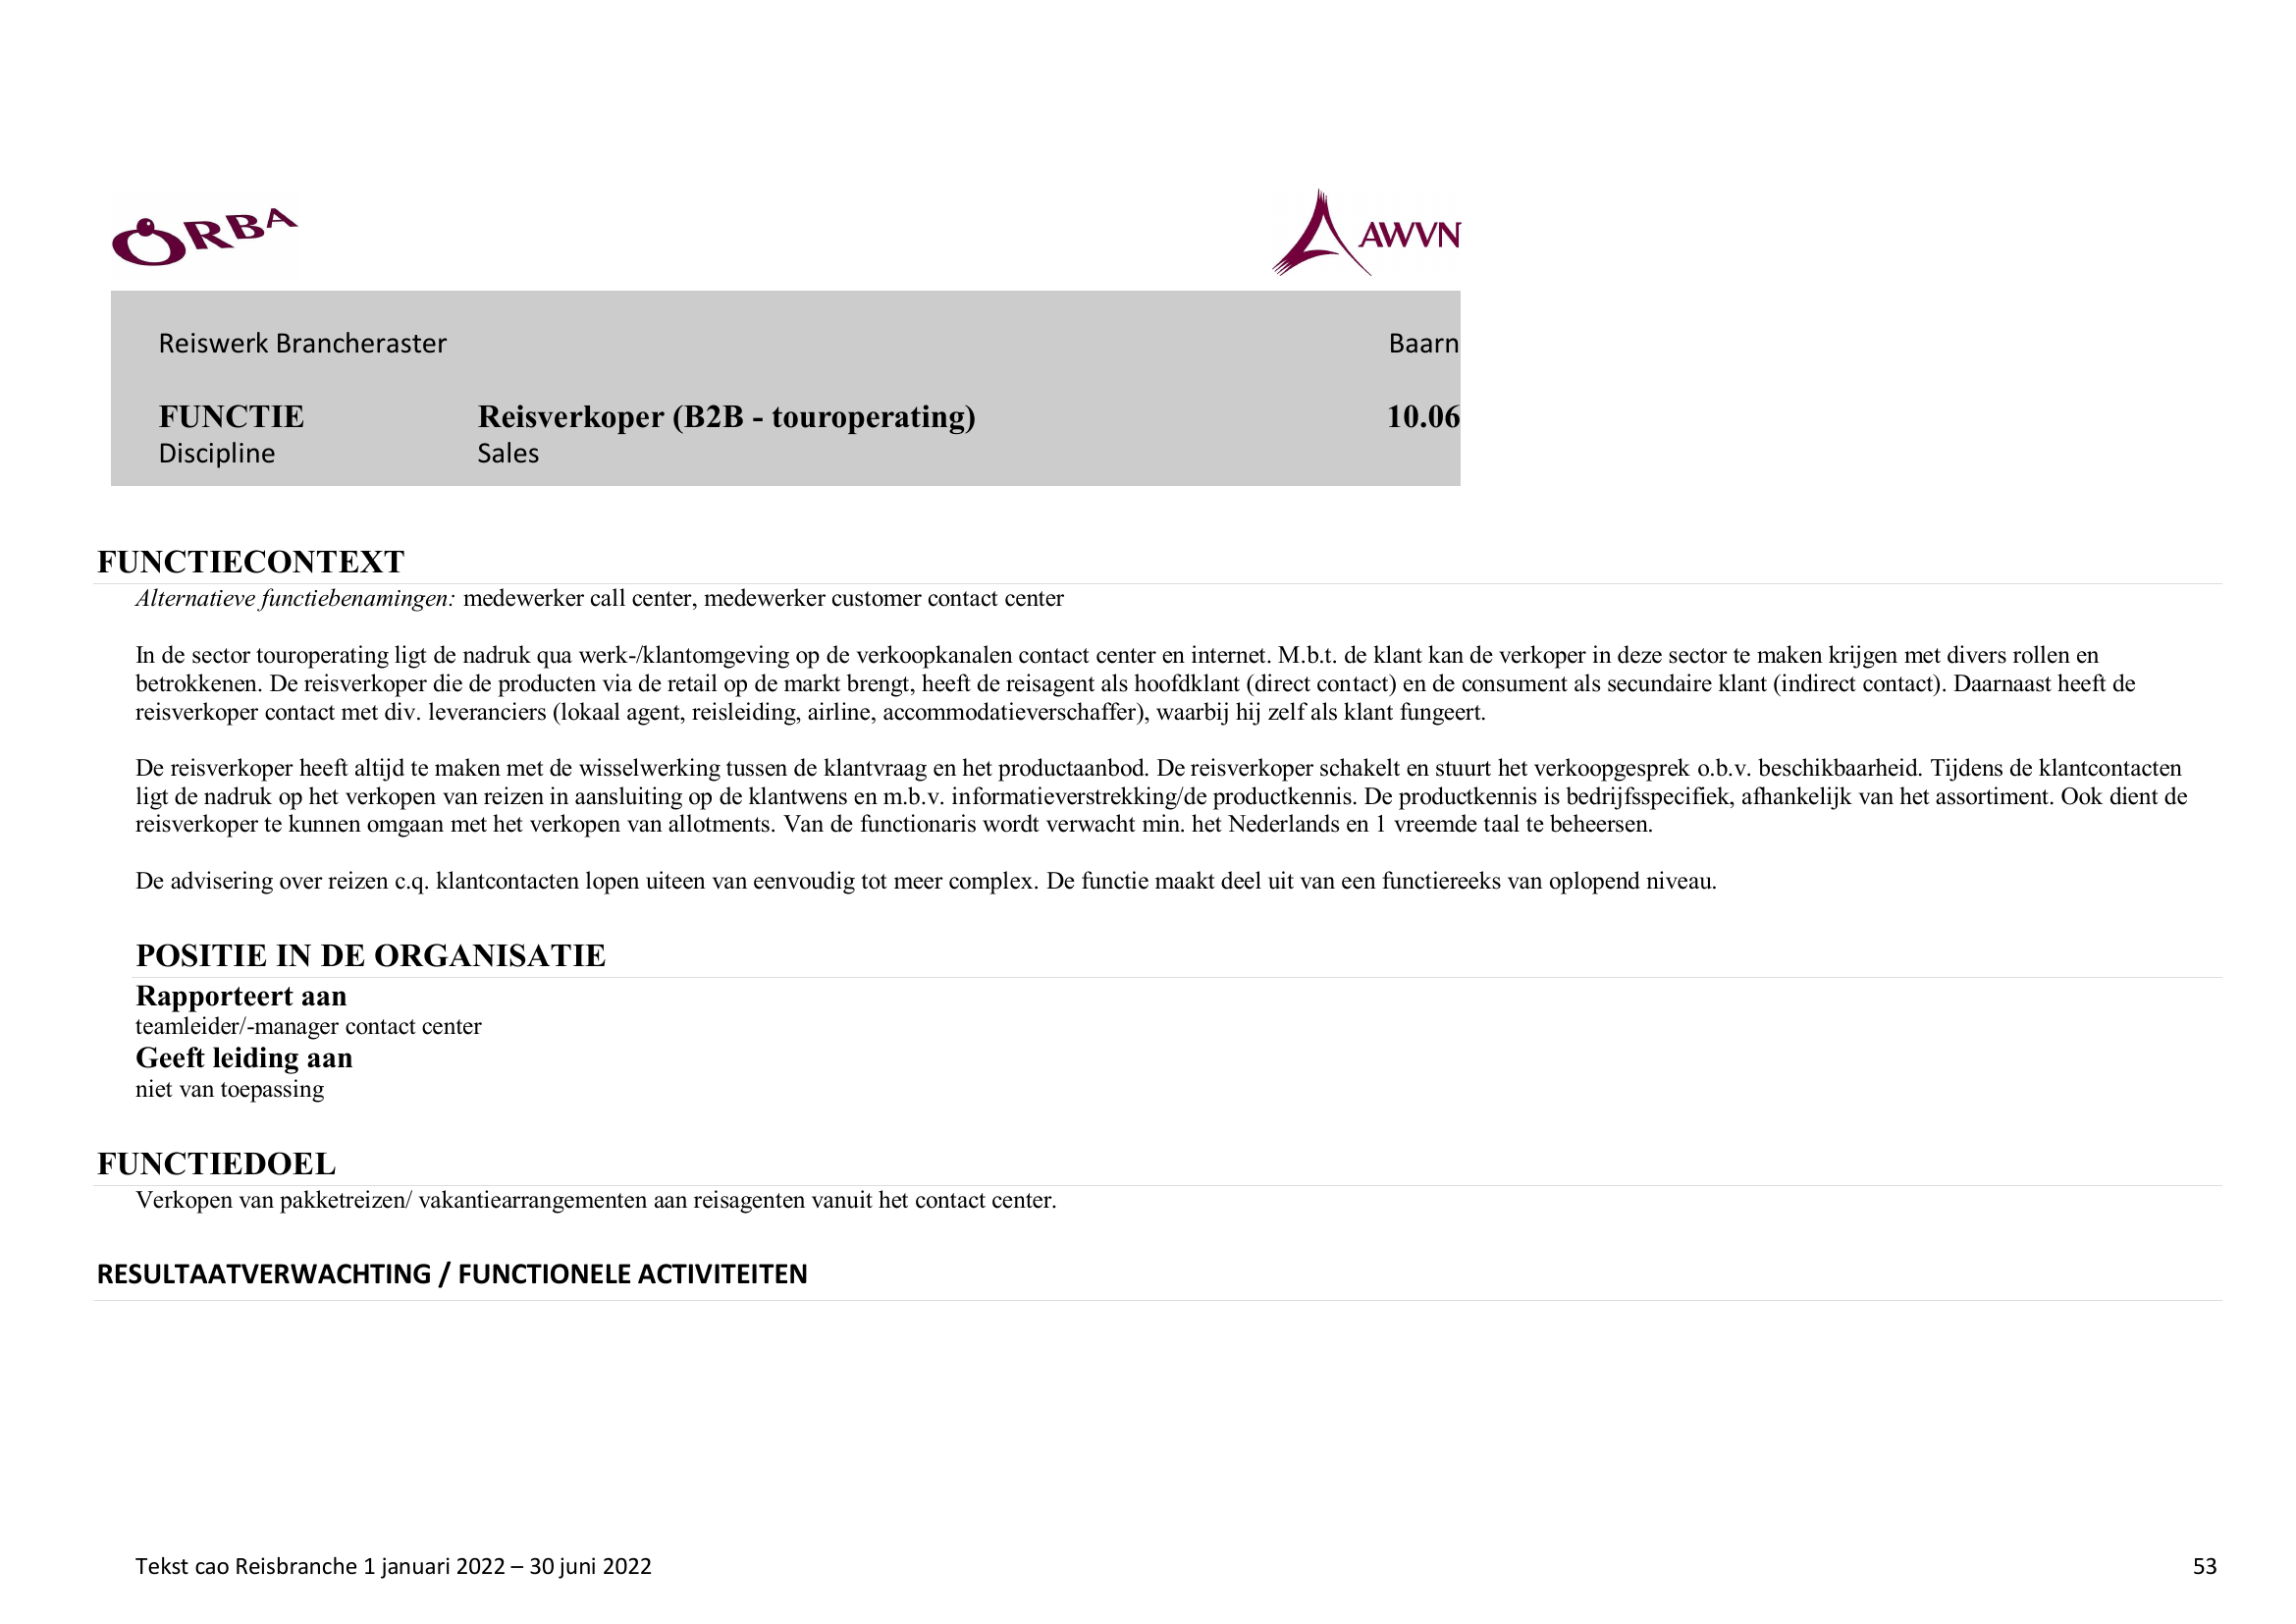 ORBA
AWVN
Reiswerk Brancheraster Baarn
FUNCTIE Reisverkoper (B2B - touroperating) 10.06
Discipline Sales
FUNCTIECONTEXT
Alternatieve functiebenamingen: medewerker call center, medewerker customer contact center
In de sector touroperating ligt de nadruk qua werk-/klantomgeving op de verkoopkanalen contact center en internet. M.b.t. de klant kan de verkoper in deze sector te maken krijgen met divers rollen en
betrokkenen. De reisverkoper die de producten via de retail op de markt brengt, heeft de reisagent als hoofdklant (direct contact) en de consument als secundaire klant (indirect contact). Daarnaast heeft de
reisverkoper contact met div. leveranciers (lokaal agent, reisleiding, airline, accommodatieverschaffer), waarbij hij zelf als klant fungeert.
De reisverkoper heeft altijd te maken met de wisselwerking tussen de klantvraag en het productaanbod. De reisverkoper schakelt en stuurt het verkoopgesprek o.b.v. beschikbaarheid. Tijdens de klantcontacten
ligt de nadruk op het verkopen van reizen in aansluiting op de klantwens en m.b.v. informatieverstrekking/de productkennis. De productkennis is bedrijfsspecifiek, afhankelijk van het assortiment. Ook dient de
reisverkoper te kunnen omgaan met het verkopen van allotments. Van de functionaris wordt verwacht min. het Nederlands en 1 vreemde taal te beheersen.
De advisering over reizen c.q. klantcontacten lopen uiteen van eenvoudig tot meer complex. De functie maakt deel uit van een functiereeks van oplopend niveau.
POSITIE IN DE ORGANISATIE
Rapporteert aan
teamleider/-manager contact center
Geeft leiding aan
niet van toepassing
FUNCTIEDOEL
Verkopen van pakketreizen/ vakantiearrangementen aan reisagenten vanuit het contact center.
RESULTAATVERWACHTING / FUNCTIONELE ACTIVITEITEN
Tekst cao Reisbranche 1 januari 2022 – 30 juni 2022 53